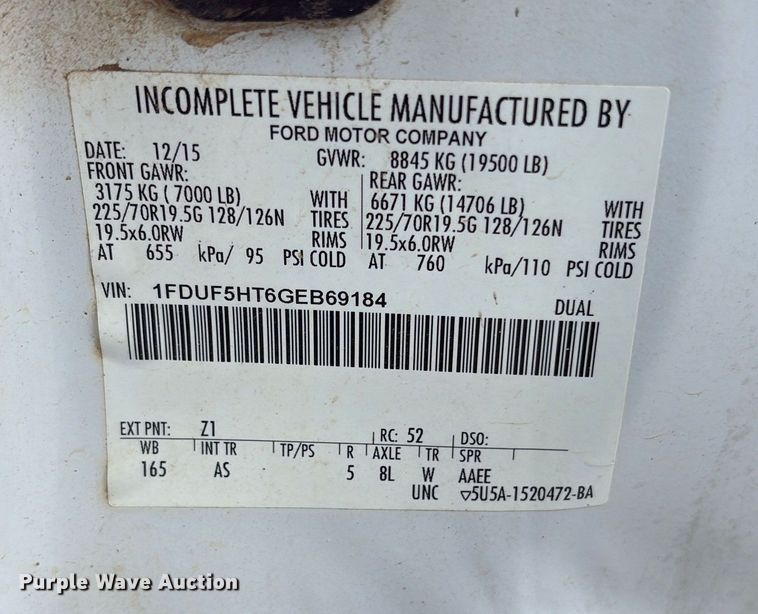 INCOMPLETE VEHICLE MANUFACTURED BY
FORD MOTOR COMPANY
DATE: 12/15 GVWR: 8845 KG (19500 LB)
FRONT GAWR: REAR GAWR:
3175 KG ( 7000 LB) WITH 6671 KG (14706 LB) WITH
225/70R19.5G 128/126N TIRES 225/70R19.5G 128/126N TIRES
19.5x6.0RW RIMS 19.5x6.0RW RIMS
AT 655 kPa/ 95 PSI COLD AT 760 kPa/110 PSI COLD
VIN: 1FDUF5HT6GEB69184 DUAL
EXT PNT: Z1 RC: 52 DSO:
WB INT TR TP/PS R AXLE TR SPR
165 AS 5 8L W AAEE
UNC ▽5U5A-1520472-BA
Purple Wave Auction